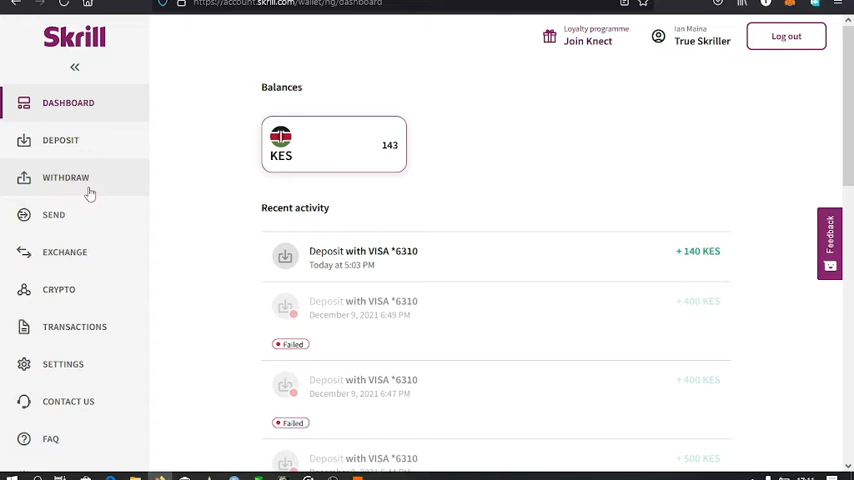 https://account.skrill.com/wallet/ng/dashboard
Skrill
Loyalty programme
Join Knect
Ian Maina
True Skriller
Log out
«
DASHBOARD
DEPOSIT
WITHDRAW
SEND
EXCHANGE
CRYPTO
TRANSACTIONS
SETTINGS
CONTACT US
FAQ
Balances
KES
143
Recent activity
Deposit with VISA *6310
+ 140 KES
Today at 5:03 PM
Deposit with VISA *6310
+ 400 KES
December 9, 2021 6:49 PM
Failed
Deposit with VISA *6310
+ 400 KES
December 9, 2021 6:47 PM
Failed
Deposit with VISA *6310
+ 500 KES
Feedback